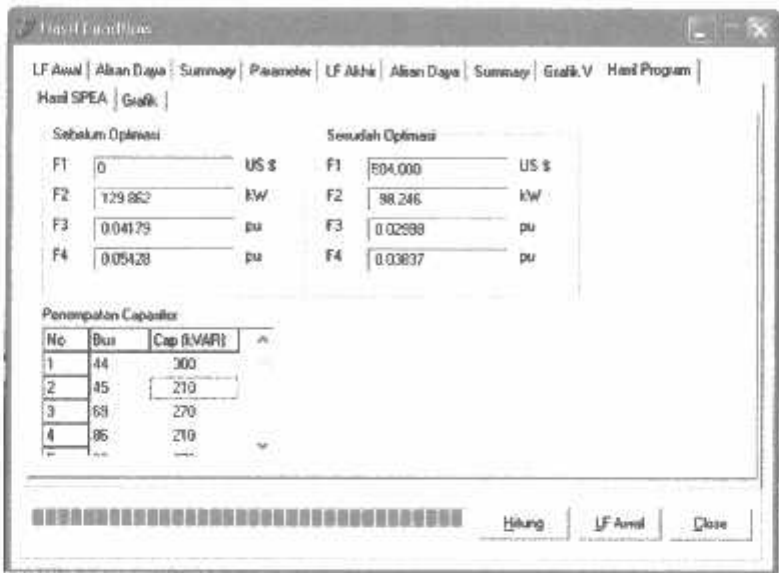 LF Awal Aliran Daya Summary Parameter LF Akhir Aliran Daya Summary Grafik V Hasil Program
Hasil SPEA Grafik
Sebelum Optimasi Sesudah Optimasi
F1 0 US $ F1 504.000 US $
F2 129.862 kW F2 98.246 kW
F3 0.04179 pu F3 0.02998 pu
F4 0.05428 pu F4 0.03837 pu
Penempatan Capasitor
No Bus Cap (kVAR)
1 44 300
2 45 210
3 69 270
4 86 210
Hitung LF Awal Close